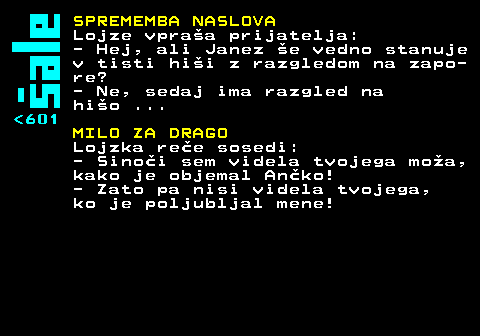 Šale
<601
SPREMEMBA NASLOVA
Lojze vpraša prijatelja:
- Hej, ali Janez še vedno stanuje
v tisti hiši z razgledom na zapo-
re?
- Ne, sedaj ima razgled na
hišo ...
MILO ZA DRAGO
Lojzka reče sosedi:
- Sinoči sem videla tvojega moža,
kako je objemal Ančko!
- Zato pa nisi videla tvojega,
ko je poljubljal mene!